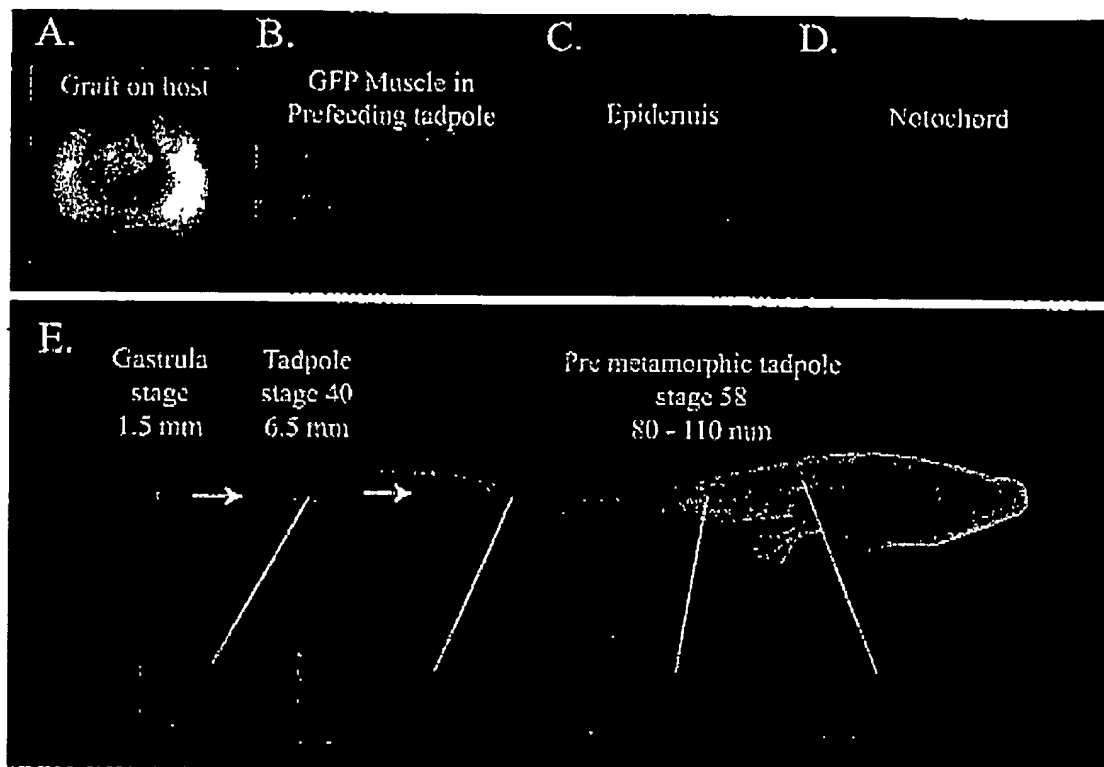 A.
Graft on host
B.
GFP Muscle in
Prefeeding tadpole
C.
Epidermis
D.
Notochord
E.
Gastrula
stage
1.5 mm
Tadpole
stage 40
6.5 mm
Pre metamorphic tadpole
stage 58
80 - 110 mm